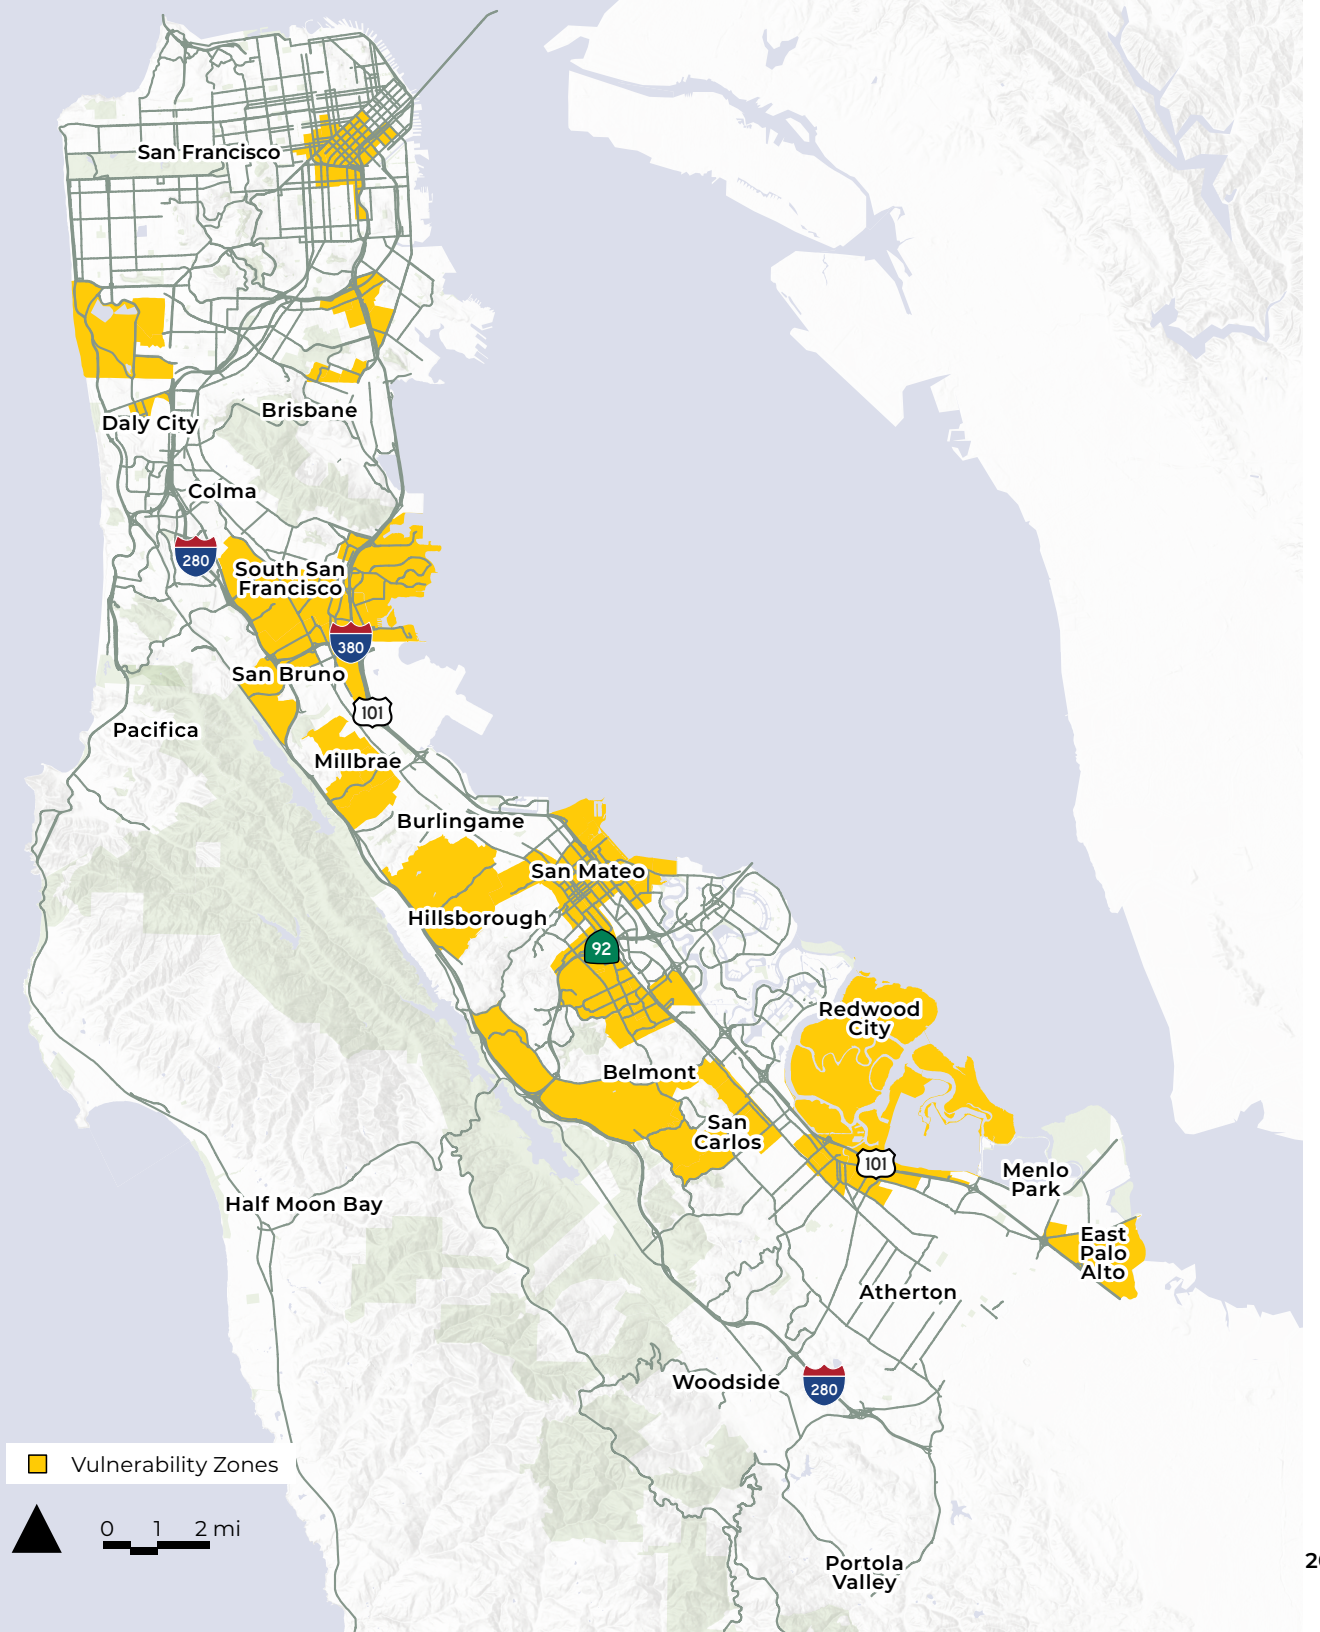 San Francisco
Daly City
Brisbane
Colma
280
South San
Francisco
380
San Bruno
101
Pacifica
Millbrae
Burlingame
San Mateo
Hillsborough
92
Redwood
City
Belmont
San
Carlos
101
Menlo
Park
Half Moon Bay
East
Palo
Alto
Atherton
Woodside
280
Vulnerability Zones
0 1 2 mi
Portola
Valley